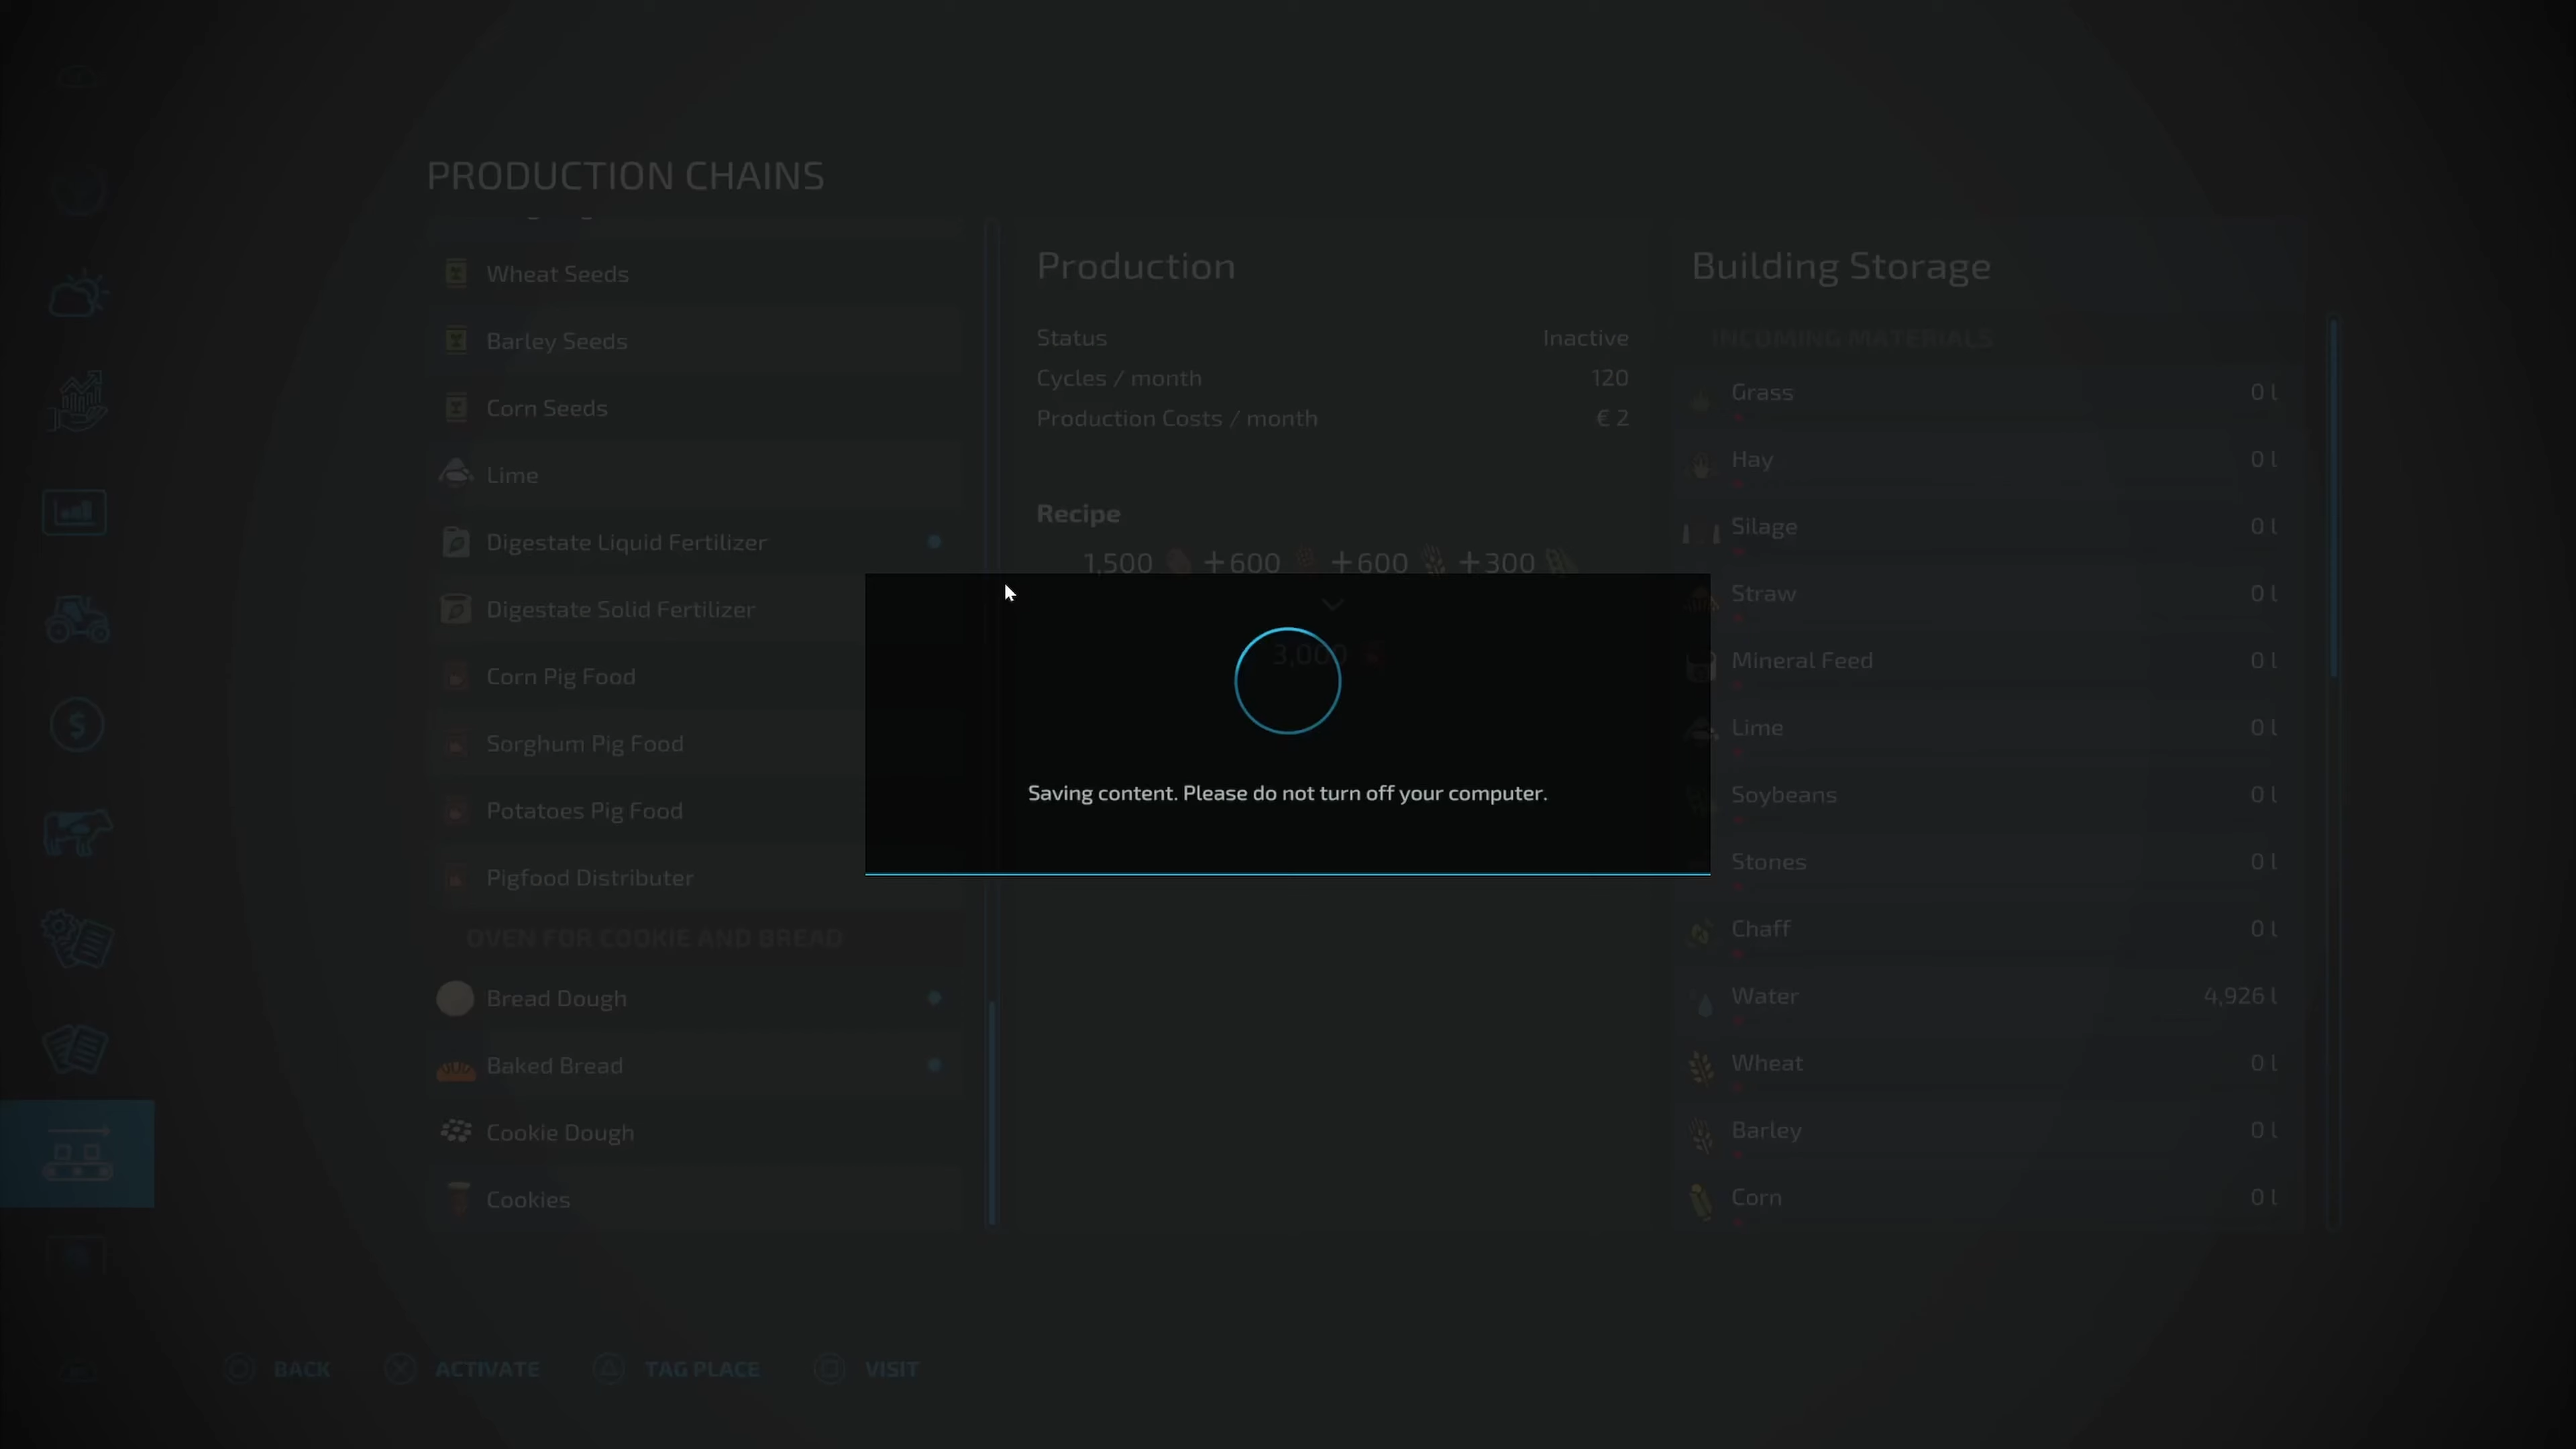 PRODUCTION CHAINS
Wheat Seeds
Barley Seeds
Corn Seeds
Lime
Digestate Liquid Fertilizer
Digestate Solid Fertilizer
Corn Pig Food
Sorghum Pig Food
Potatoes Pig Food
Pigfood Distributer
OVEN FOR COOKIE AND BREAD
Bread Dough
Baked Bread
Cookie Dough
Cookies
Production
Status Inactive
Cycles / month 120
Production Costs / month € 2
Recipe
1,500 +600 +600 +300
3,000
Saving content. Please do not turn off your computer.
Building Storage
INCOMING MATERIALS
Grass 0 l
Hay 0 l
Silage 0 l
Straw 0 l
Mineral Feed 0 l
Lime 0 l
Soybeans 0 l
Stones 0 l
Chaff 0 l
Water 4,926 l
Wheat 0 l
Barley 0 l
Corn 0 l
BACK ACTIVATE TAG PLACE VISIT